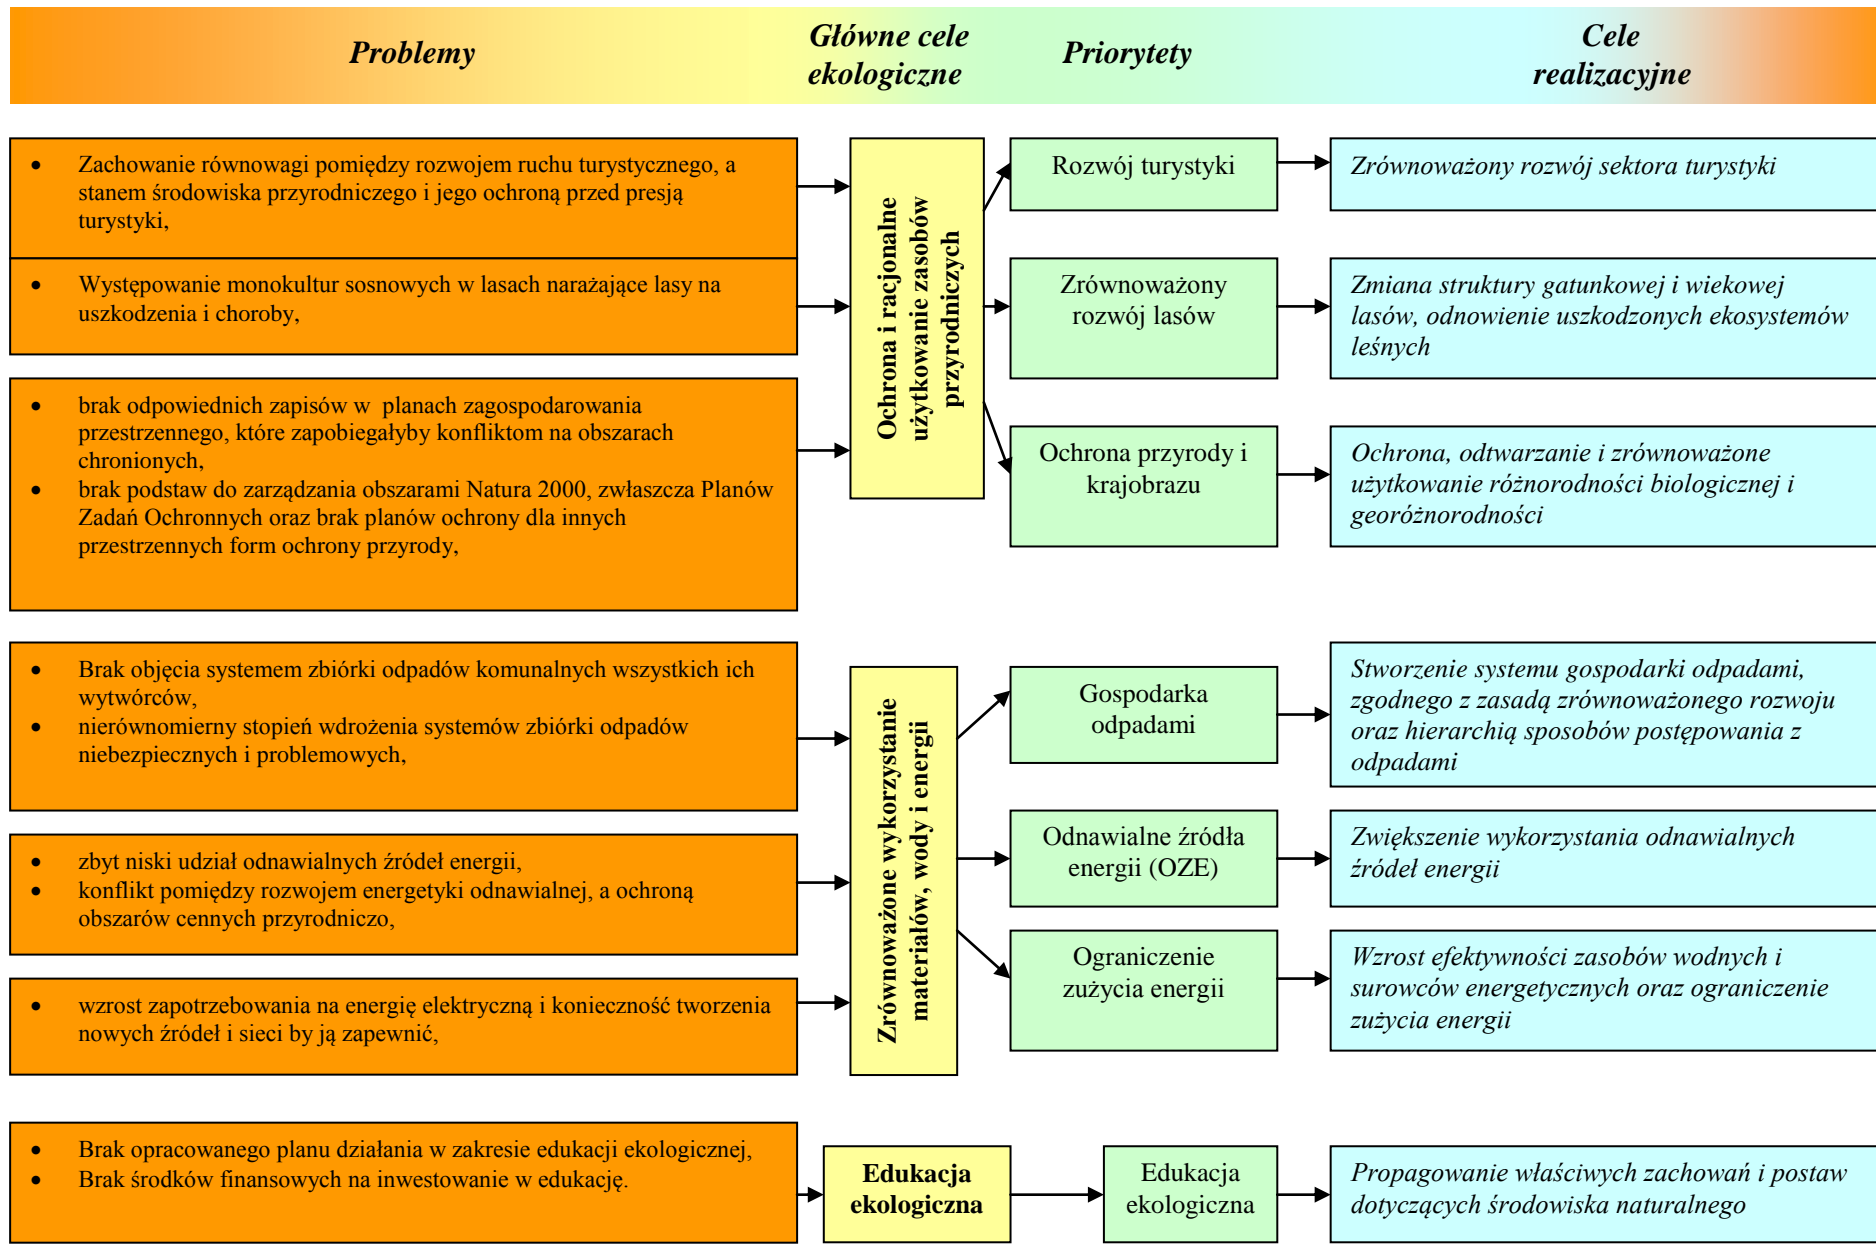 Problemy
Główne cele
ekologiczne
Priorytety
Cele
realizacyjne
• Zachowanie równowagi pomiędzy rozwojem ruchu turystycznego, a
stanem środowiska przyrodniczego i jego ochroną przed presją
turystyki,
• Występowanie monokultur sosnowych w lasach narażające lasy na
uszkodzenia i choroby,
• brak odpowiednich zapisów w planach zagospodarowania
przestrzennego, które zapobiegałyby konfliktom na obszarach
chronionych,
• brak podstaw do zarządzania obszarami Natura 2000, zwłaszcza Planów
Zadań Ochronnych oraz brak planów ochrony dla innych
przestrzennych form ochrony przyrody,
Ochrona i racjonalne
użytkowanie zasobów
przyrodniczych
Rozwój turystyki
Zrównoważony rozwój sektora turystyki
Zrównoważony
rozwój lasów
Zmiana struktury gatunkowej i wiekowej
lasów, odnowienie uszkodzonych ekosystemów
leśnych
Ochrona przyrody i
krajobrazu
Ochrona, odtwarzanie i zrównoważone
użytkowanie różnorodności biologicznej i
georóżnorodności
• Brak objęcia systemem zbiórki odpadów komunalnych wszystkich ich
wytwórców,
• nierównomierny stopień wdrożenia systemów zbiórki odpadów
niebezpiecznych i problemowych,
• zbyt niski udział odnawialnych źródeł energii,
• konflikt pomiędzy rozwojem energetyki odnawialnej, a ochroną
obszarów cennych przyrodniczo,
• wzrost zapotrzebowania na energię elektryczną i konieczność tworzenia
nowych źródeł i sieci by ją zapewnić,
Zrównoważone wykorzystanie
materiałów, wody i energii
Gospodarka
odpadami
Stworzenie systemu gospodarki odpadami,
zgodnego z zasadą zrównoważonego rozwoju
oraz hierarchią sposobów postępowania z
odpadami
Odnawialne źródła
energii (OZE)
Zwiększenie wykorzystania odnawialnych
źródeł energii
Ograniczenie
zużycia energii
Wzrost efektywności zasobów wodnych i
surowców energetycznych oraz ograniczenie
zużycia energii
• Brak opracowanego planu działania w zakresie edukacji ekologicznej,
• Brak środków finansowych na inwestowanie w edukację.
Edukacja
ekologiczna
Edukacja
ekologiczna
Propagowanie właściwych zachowań i postaw
dotyczących środowiska naturalnego